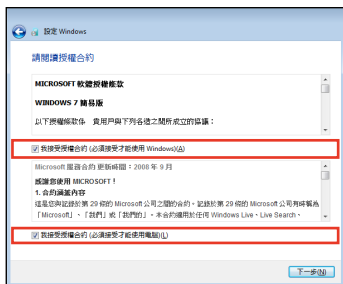 設定 Windows
請閱讀授權合約
MICROSOFT 軟體授權條款
WINDOWS 7 簡易版
以下授權條款係 貴用戶與下列各造之間所成立的協議：
我接受授權合約 (必須接受才能使用 Windows)(A)
Microsoft 服務合約 更新時間：2008 年 9 月
感謝您使用 MICROSOFT！
1. 合約涵蓋內容
這是您與記錄於第 29 條的 Microsoft 公司之間的合約。記錄於第 29 條的 Microsoft 公司有時稱為
「Microsoft」、「我們」或「我們的」。本合約適用於任何 Windows Live、Live Search、
我接受授權合約 (必須接受才能使用電腦)(L)
下一步(N)